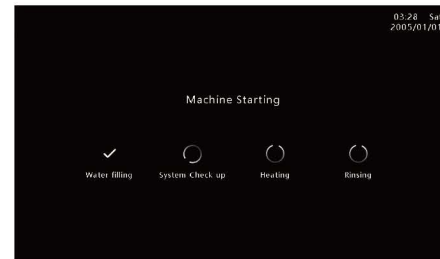 03:28 Sat
2005/01/01
Machine Starting
Water filling
System Check up
Heating
Rinsing